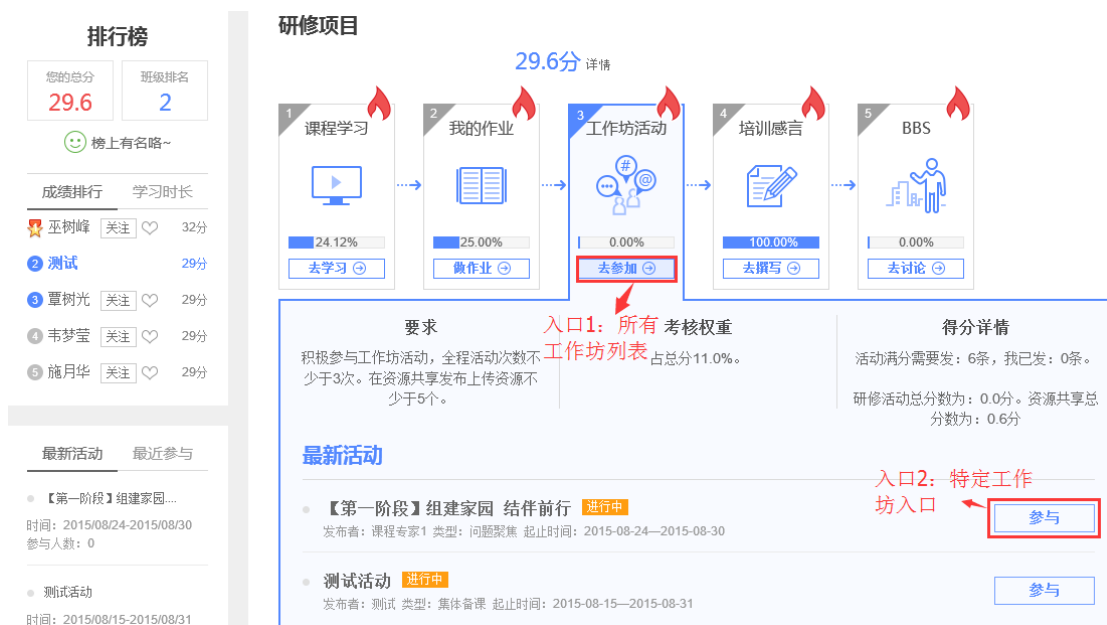 排行榜
您的总分
29.6
班级排名
2
榜上有名咯~
成绩排行 学习时长
巫树峰 关注 32分
2 测试 29分
3 覃树光 关注 29分
4 韦梦莹 关注 29分
5 施月华 关注 29分
最新活动 最近参与
【第一阶段】组建家园....
时间：2015/08/24-2015/08/30
参与人数：0
测试活动
时间：2015/08/15-2015/08/31
研修项目
29.6分 详情
1
课程学习
24.12%
去学习
2
我的作业
25.00%
做作业
3
工作坊活动
# @
0.00%
去参加
4
培训感言
100.00%
去撰写
5
BBS
0.00%
去讨论
入口1：所有
工作坊列表
要求
积极参与工作坊活动，全程活动次数不
少于3次。在资源共享发布上传资源不
少于5个。
考核权重
占总分11.0%。
得分详情
活动满分需要发：6条，我已发：0条。
研修活动总分数为：0.0分。资源共享总
分数为：0.6分
最新活动
入口2：特定工作
坊入口
【第一阶段】组建家园 结伴前行 进行中
发布者：课程专家1 类型：问题聚焦 起止时间：2015-08-24—2015-08-30
参与
测试活动 进行中
发布者：测试 类型：集体备课 起止时间：2015-08-15—2015-08-31
参与